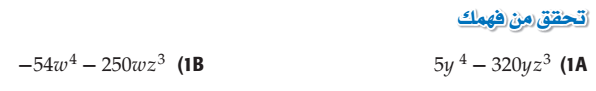 تحقق من فهمك
5y⁴ – 320yz³ (1A
–54w⁴ – 250wz³ (1B